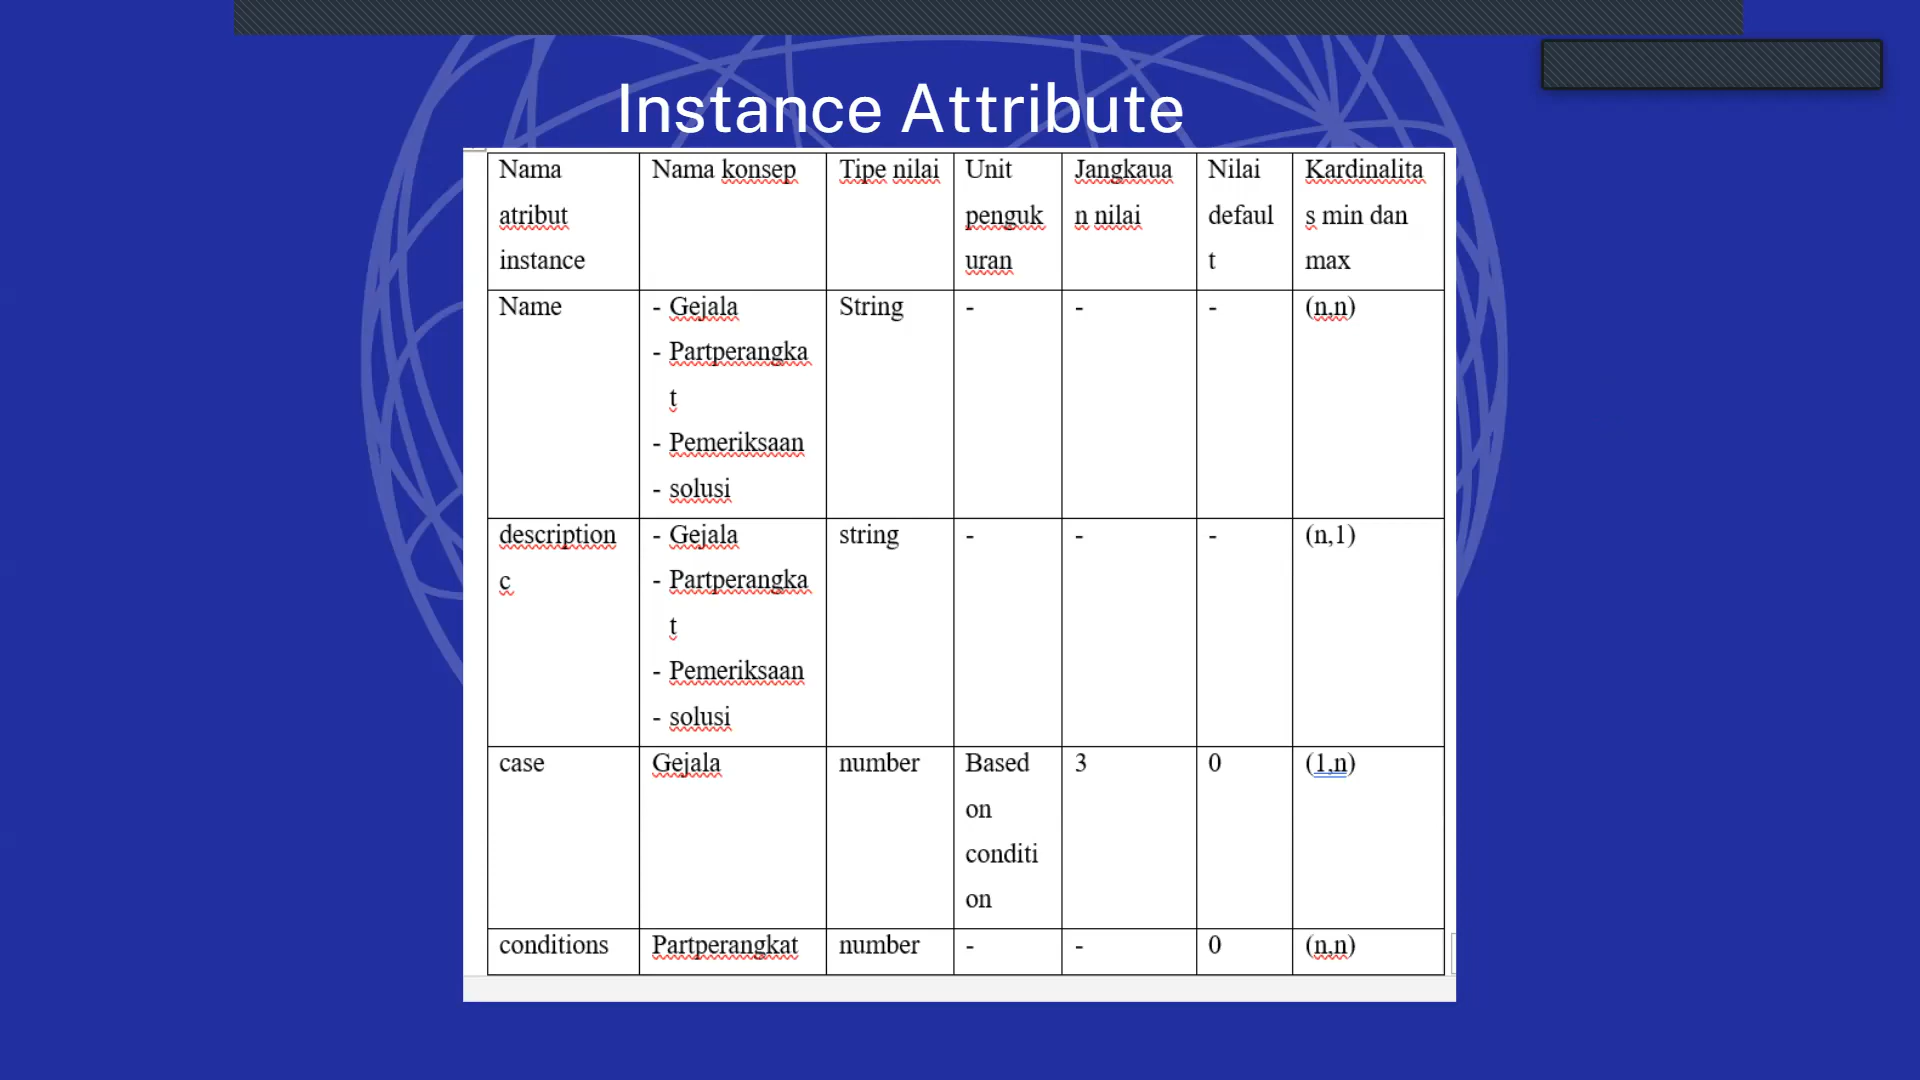 Instance Attribute
Nama atribut instance | Nama konsep | Tipe nilai | Unit penguk uran | Jangkaua n nilai | Nilai defaul t | Kardinalita s min dan max
Name | - Gejala - Partperangka t - Pemeriksaan - solusi | String | - | - | - | (n,n)
description c | - Gejala - Partperangka t - Pemeriksaan - solusi | string | - | - | - | (n,1)
case | Gejala | number | Based on conditi on | 3 | 0 | (1,n)
conditions | Partperangkat | number | - | - | 0 | (n,n)